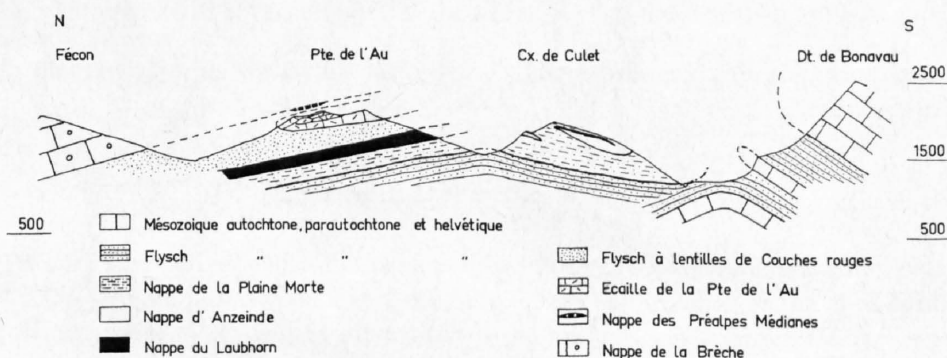 N
S
Fécon
Pte. de l'Au
Cx. de Culet
Dt. de Bonavau
2500
1500
500
500
Mésozoique autochtone, parautochtone et helvétique
Flysch " " "
Nappe de la Plaine Morte
Nappe d'Anzeinde
Nappe du Laubhorn
Flysch à lentilles de Couches rouges
Ecaille de la Pte de l'Au
Nappe des Préalpes Médianes
Nappe de la Brèche